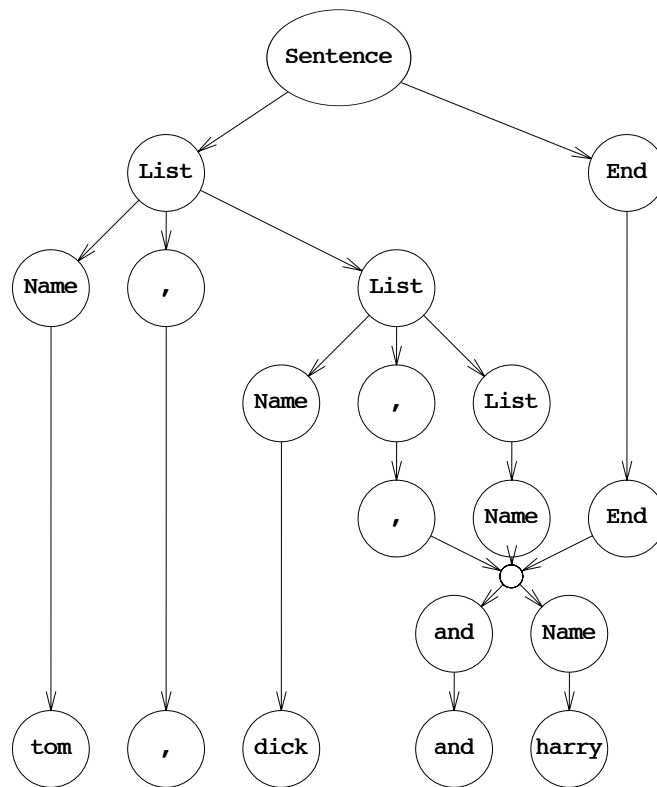 Sentence
List End
Name , List
Name , List
, Name End
and Name
tom , dick and harry